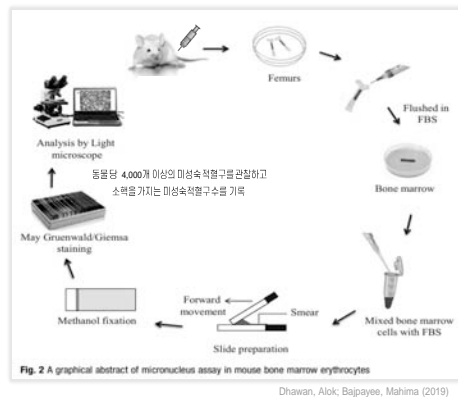 Femurs
Flushed in
FBS
Bone marrow
Mixed bone marrow
cells with FBS
Forward
movement
Smear
Slide preparation
Methanol fixation
May Gruenwald/Giemsa
staining
Analysis by Light
microscope
동물당 4,000개 이상의 미성숙적혈구를 관찰하고
소핵을 가지는 미성숙적혈구수를 기록
Fig. 2 A graphical abstract of micronucleus assay in mouse bone marrow erythrocytes
Dhawan, Alok; Bajpayee, Mahima (2019)